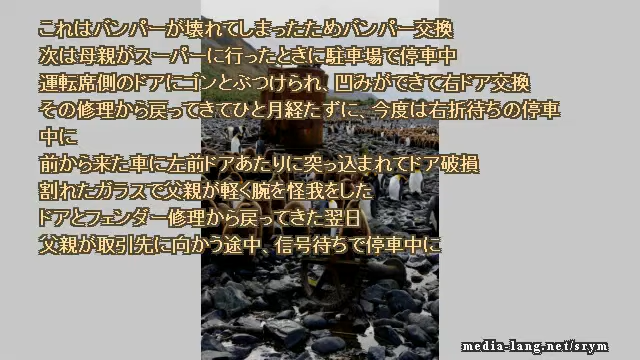 これはバンパーが壊れてしまったためバンパー交換
次は母親がスーパーに行ったときに駐車場で停車中
運転席側のドアにゴンとぶつけられ、凹みができて右ドア交換
その修理から戻ってきてひと月経たずに、今度は右折待ちの停車
中に
前から来た車に左前ドアあたりに突っ込まれてドア破損
割れたガラスで父親が軽く腕を怪我をした
ドアとフェンダー修理から戻ってきた翌日
父親が取引先に向かう途中、信号待ちで停車中に
media-lang.net/srym